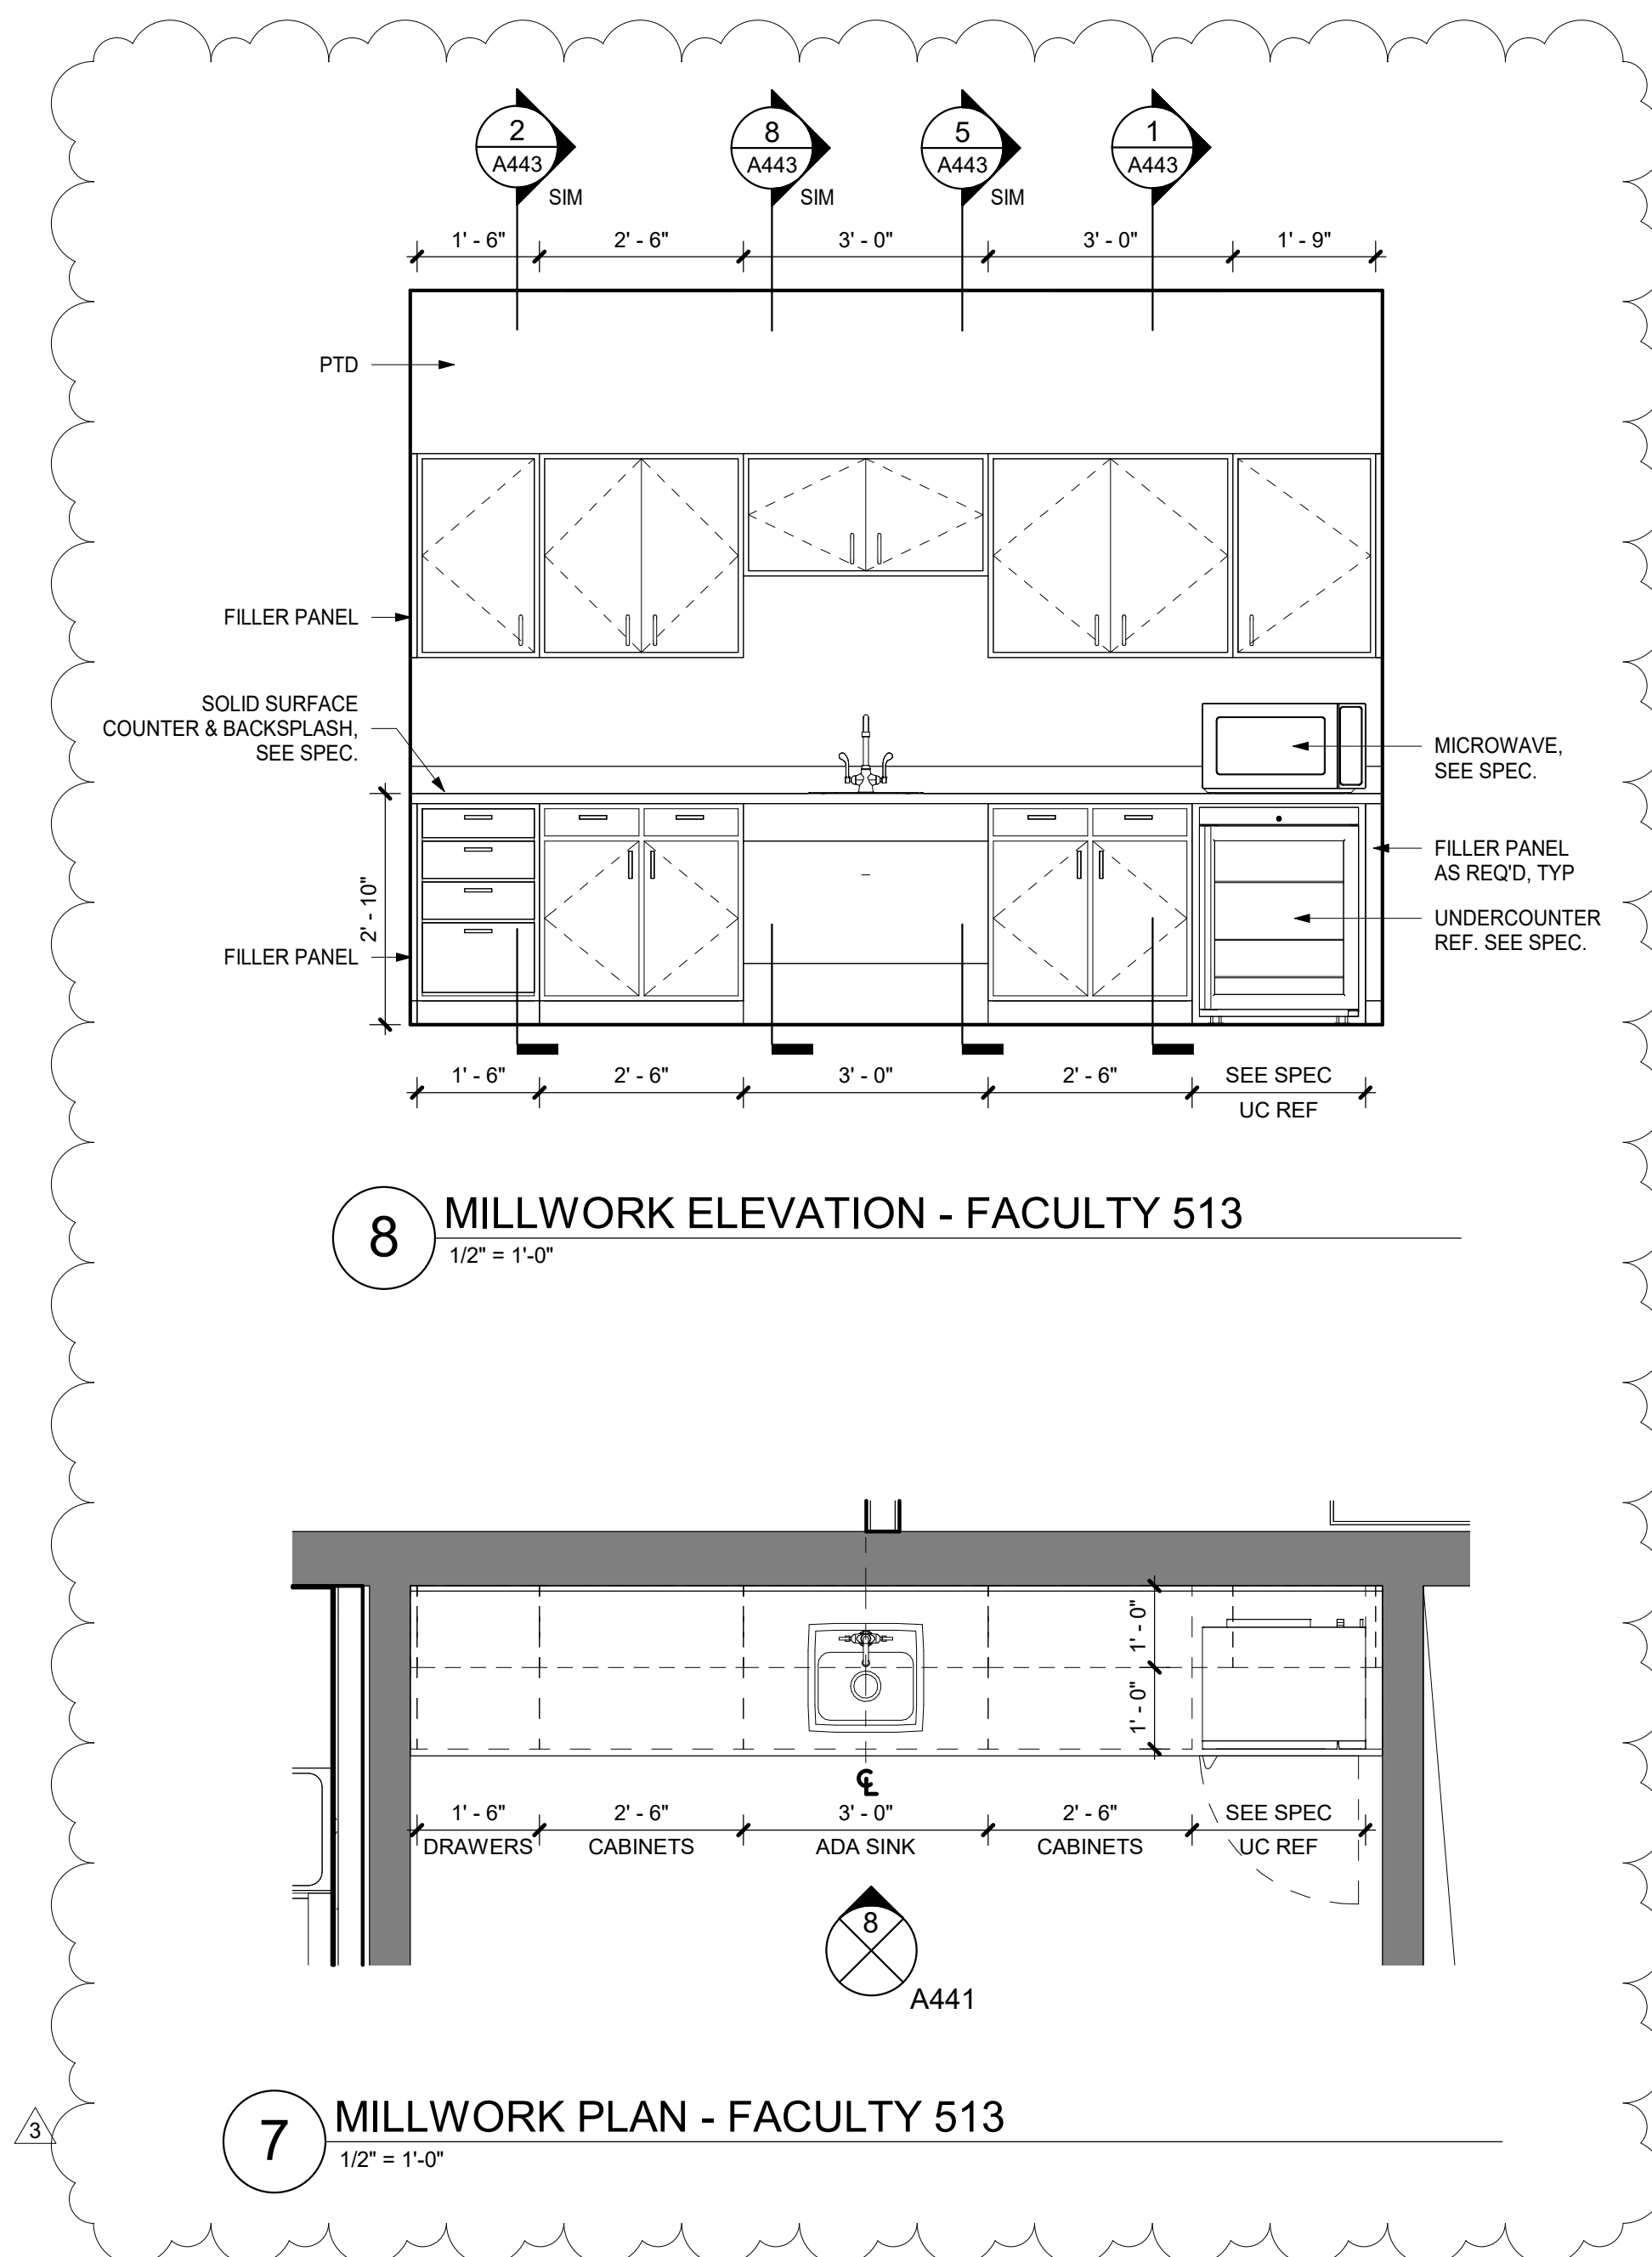 2
A443
SIM
8
A443
SIM
5
A443
SIM
1
A443
1' - 6"
2' - 6"
3' - 0"
3' - 0"
1' - 9"
PTD
FILLER PANEL
SOLID SURFACE
COUNTER & BACKSPLASH,
SEE SPEC.
MICROWAVE,
SEE SPEC.
FILLER PANEL
AS REQ'D, TYP
2' - 10"
UNDERCOUNTER
REF. SEE SPEC.
FILLER PANEL
1' - 6"
2' - 6"
3' - 0"
2' - 6"
SEE SPEC
UC REF
8
MILLWORK ELEVATION - FACULTY 513
1/2" = 1'-0"
1' - 0"
1' - 0"
℄
1' - 6"
2' - 6"
3' - 0"
2' - 6"
SEE SPEC
DRAWERS
CABINETS
ADA SINK
CABINETS
UC REF
8
A441
7
MILLWORK PLAN - FACULTY 513
1/2" = 1'-0"
3